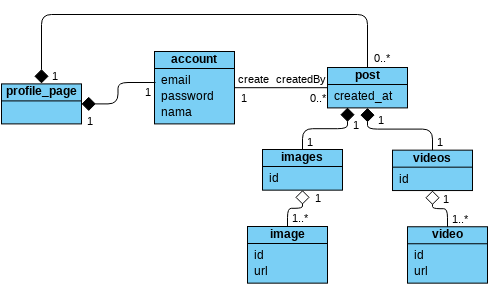 1
0..*
account
email
password
nama
profile_page
1
1
create
createdBy
1
0..*
post
created_at
1
1
1
1
images
id
videos
id
1
1
1..*
1..*
image
id
url
video
id
url